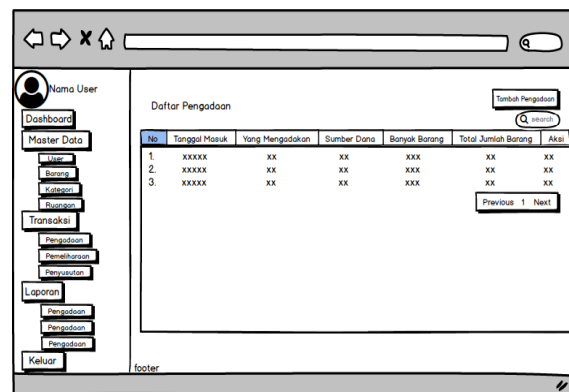 Nama User
Dashboard
Master Data
User
Barang
Kategori
Ruangan
Transaksi
Pengadaan
Pemeliharaan
Penyusutan
Laporan
Pengadaan
Pengadaan
Pengadaan
Keluar
Daftar Pengadaan
Tambah Pengadaan
search
No Tanggal Masuk Yang Mengadakan Sumber Dana Banyak Barang Total Jumlah Barang Aksi
1. xxxxx xx xx xxx xx xx
2. xxxxx xx xx xxx xx xx
3. xxxxx xx xx xxx xx xx
Previous 1 Next
footer